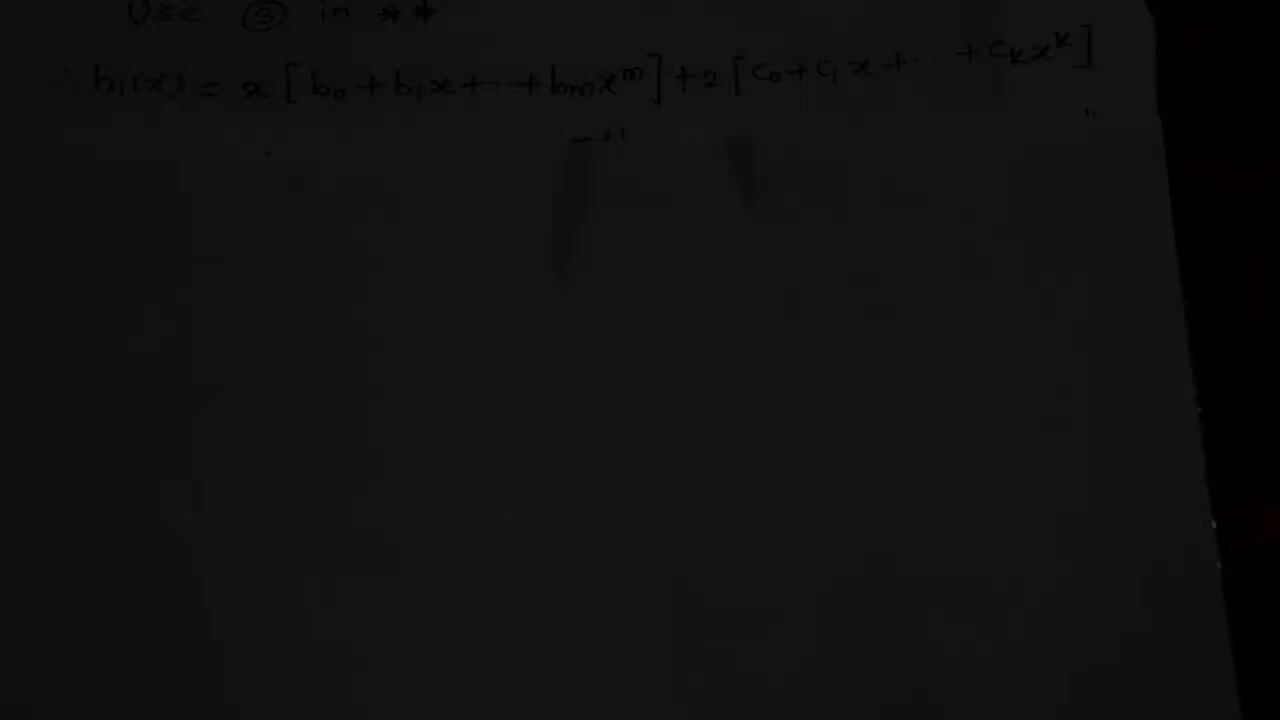 Use ③ in **
h1(x) = x [b₀ + b₁x + ... + bₘxᵐ] + 2 [c₀ + c₁x + ... + cₖxᵏ]